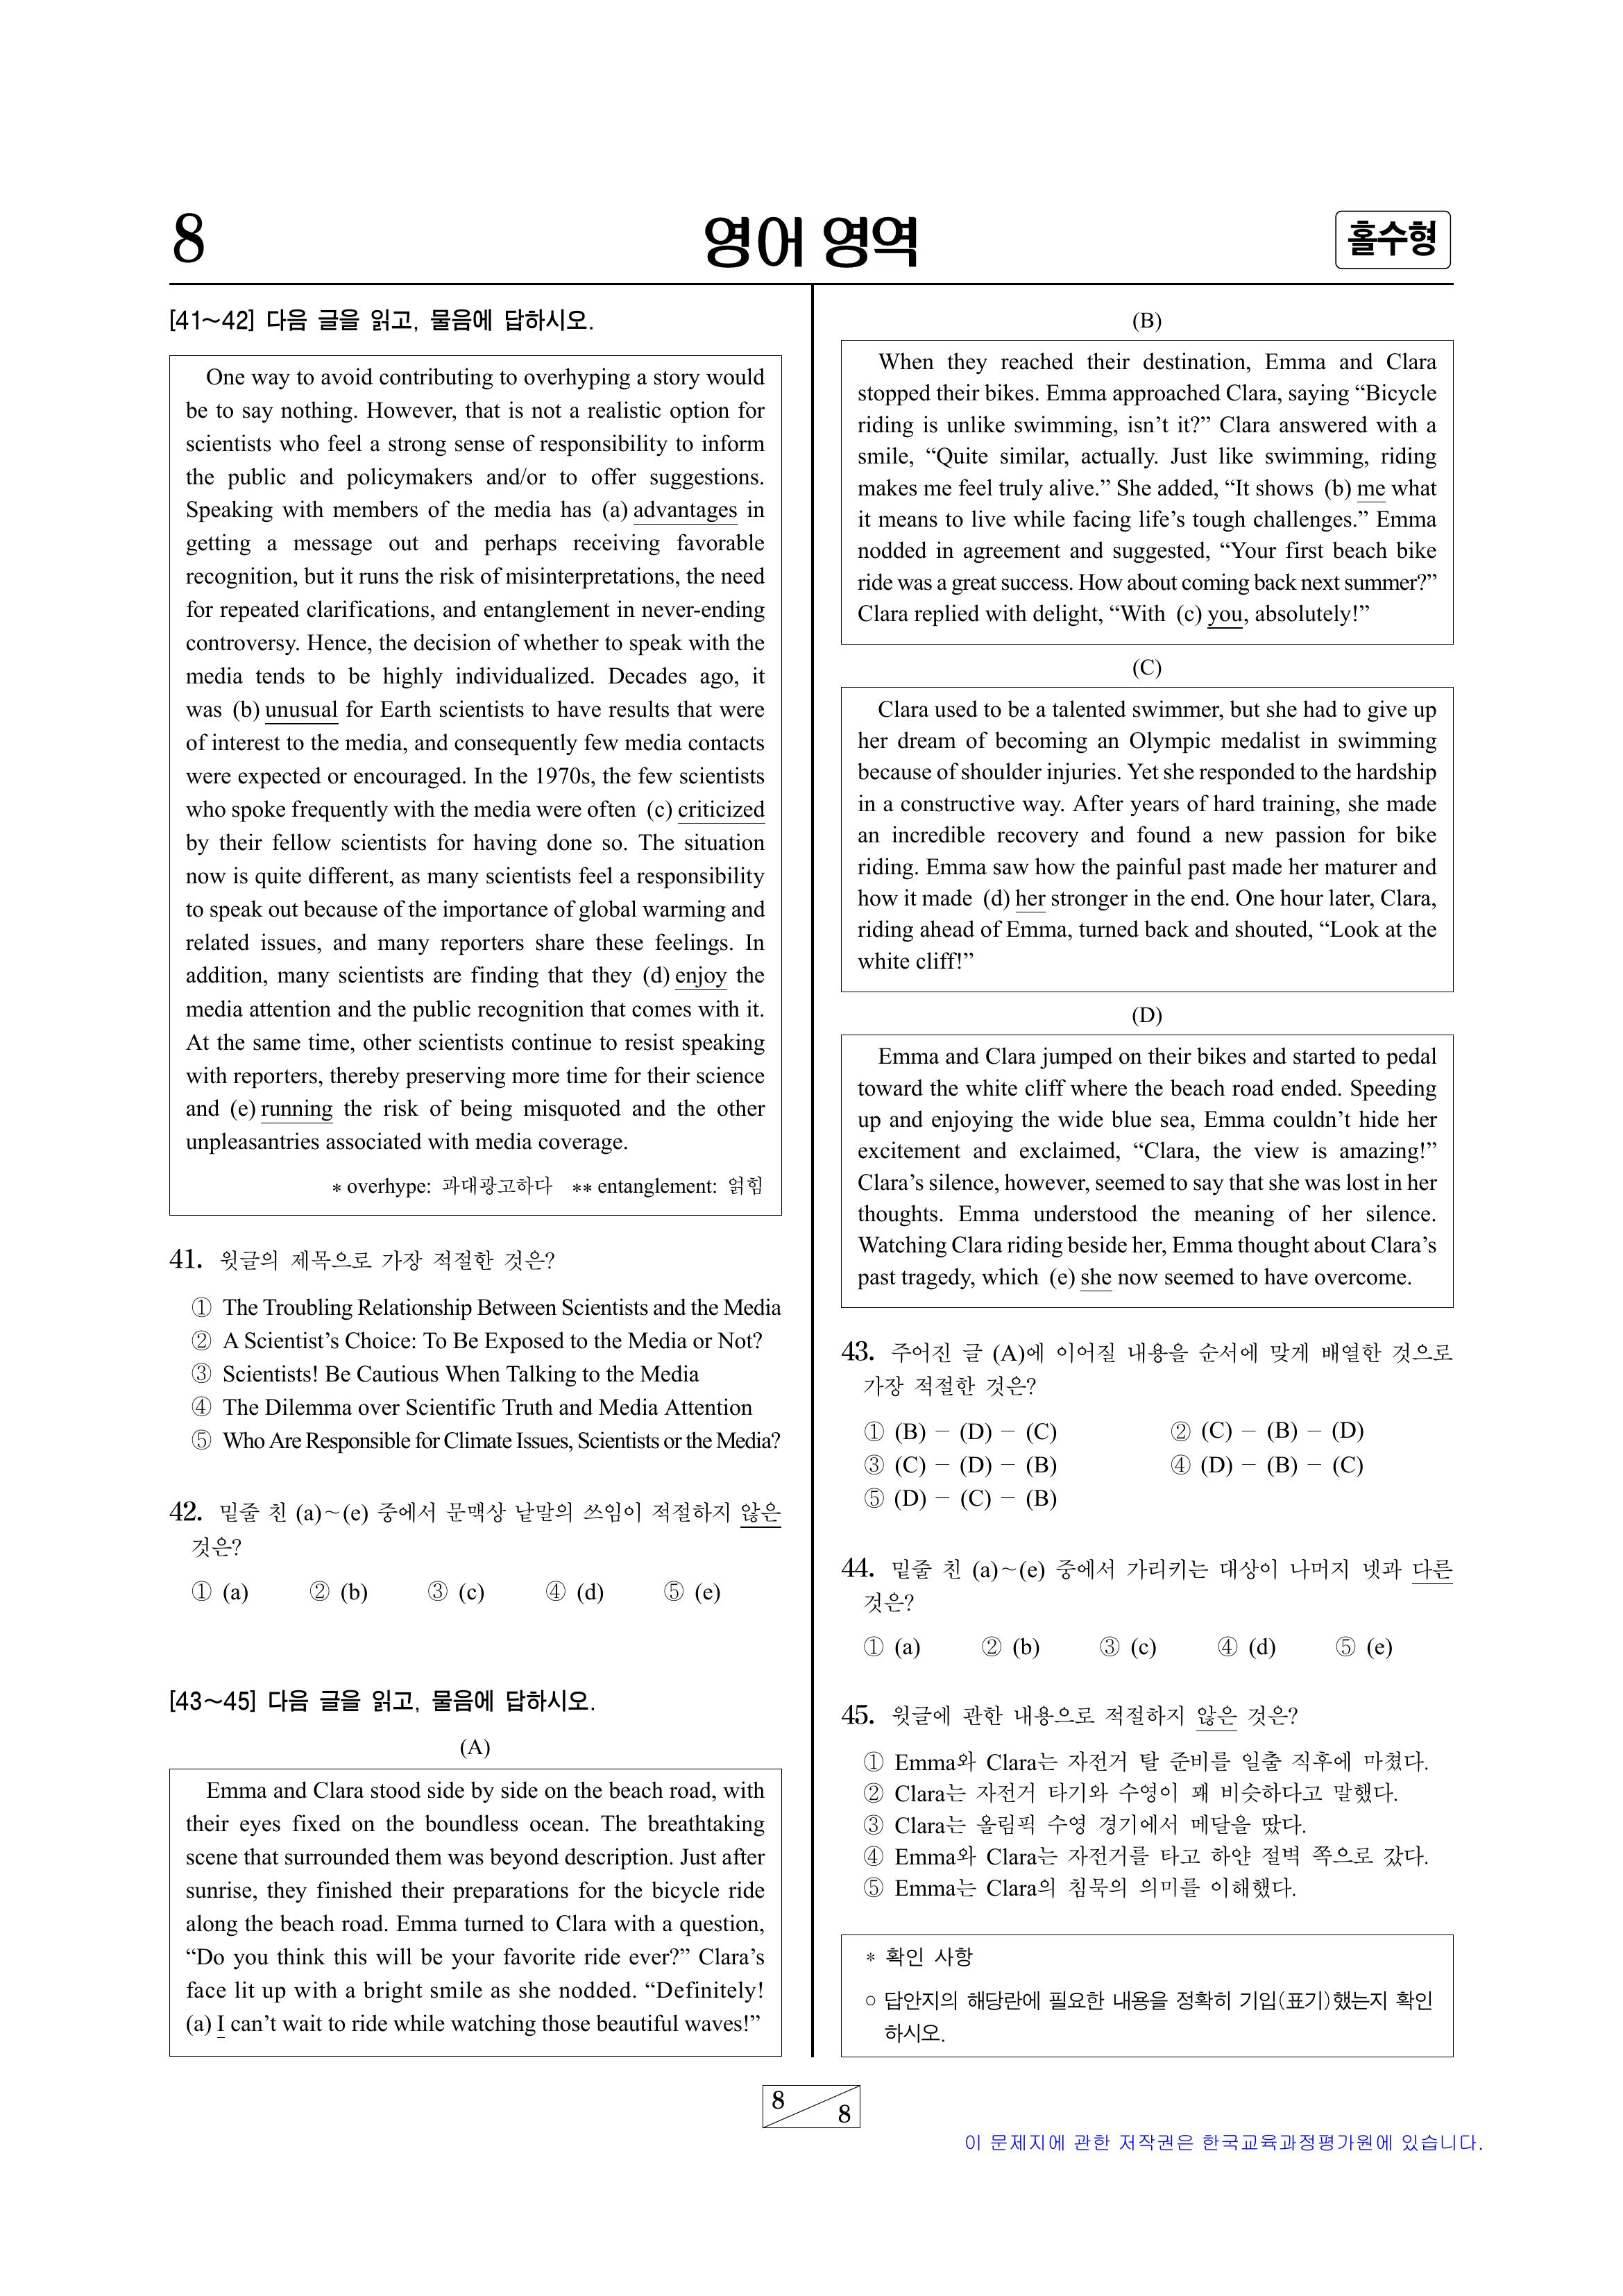 8
영어 영역
홀수형
[41~42] 다음 글을 읽고, 물음에 답하시오.
One way to avoid contributing to overhyping a story would
be to say nothing. However, that is not a realistic option for
scientists who feel a strong sense of responsibility to inform
the public and policymakers and/or to offer suggestions.
Speaking with members of the media has (a) advantages in
getting a message out and perhaps receiving favorable
recognition, but it runs the risk of misinterpretations, the need
for repeated clarifications, and entanglement in never-ending
controversy. Hence, the decision of whether to speak with the
media tends to be highly individualized. Decades ago, it
was (b) unusual for Earth scientists to have results that were
of interest to the media, and consequently few media contacts
were expected or encouraged. In the 1970s, the few scientists
who spoke frequently with the media were often (c) criticized
by their fellow scientists for having done so. The situation
now is quite different, as many scientists feel a responsibility
to speak out because of the importance of global warming and
related issues, and many reporters share these feelings. In
addition, many scientists are finding that they (d) enjoy the
media attention and the public recognition that comes with it.
At the same time, other scientists continue to resist speaking
with reporters, thereby preserving more time for their science
and (e) running the risk of being misquoted and the other
unpleasantries associated with media coverage.
* overhype: 과대광고하다 ** entanglement: 얽힘
41. 윗글의 제목으로 가장 적절한 것은?
① The Troubling Relationship Between Scientists and the Media
② A Scientist’s Choice: To Be Exposed to the Media or Not?
③ Scientists! Be Cautious When Talking to the Media
④ The Dilemma over Scientific Truth and Media Attention
⑤ Who Are Responsible for Climate Issues, Scientists or the Media?
42. 밑줄 친 (a)~(e) 중에서 문맥상 낱말의 쓰임이 적절하지 않은
것은?
① (a) ② (b) ③ (c) ④ (d) ⑤ (e)
[43~45] 다음 글을 읽고, 물음에 답하시오.
(A)
Emma and Clara stood side by side on the beach road, with
their eyes fixed on the boundless ocean. The breathtaking
scene that surrounded them was beyond description. Just after
sunrise, they finished their preparations for the bicycle ride
along the beach road. Emma turned to Clara with a question,
“Do you think this will be your favorite ride ever?” Clara’s
face lit up with a bright smile as she nodded. “Definitely!
(a) I can’t wait to ride while watching those beautiful waves!”
(B)
When they reached their destination, Emma and Clara
stopped their bikes. Emma approached Clara, saying “Bicycle
riding is unlike swimming, isn’t it?” Clara answered with a
smile, “Quite similar, actually. Just like swimming, riding
makes me feel truly alive.” She added, “It shows (b) me what
it means to live while facing life’s tough challenges.” Emma
nodded in agreement and suggested, “Your first beach bike
ride was a great success. How about coming back next summer?”
Clara replied with delight, “With (c) you, absolutely!”
(C)
Clara used to be a talented swimmer, but she had to give up
her dream of becoming an Olympic medalist in swimming
because of shoulder injuries. Yet she responded to the hardship
in a constructive way. After years of hard training, she made
an incredible recovery and found a new passion for bike
riding. Emma saw how the painful past made her maturer and
how it made (d) her stronger in the end. One hour later, Clara,
riding ahead of Emma, turned back and shouted, “Look at the
white cliff!”
(D)
Emma and Clara jumped on their bikes and started to pedal
toward the white cliff where the beach road ended. Speeding
up and enjoying the wide blue sea, Emma couldn’t hide her
excitement and exclaimed, “Clara, the view is amazing!”
Clara’s silence, however, seemed to say that she was lost in her
thoughts. Emma understood the meaning of her silence.
Watching Clara riding beside her, Emma thought about Clara’s
past tragedy, which (e) she now seemed to have overcome.
43. 주어진 글 (A)에 이어질 내용을 순서에 맞게 배열한 것으로
가장 적절한 것은?
① (B) - (D) - (C) ② (C) - (B) - (D)
③ (C) - (D) - (B) ④ (D) - (B) - (C)
⑤ (D) - (C) - (B)
44. 밑줄 친 (a)~(e) 중에서 가리키는 대상이 나머지 넷과 다른
것은?
① (a) ② (b) ③ (c) ④ (d) ⑤ (e)
45. 윗글에 관한 내용으로 적절하지 않은 것은?
① Emma와 Clara는 자전거 탈 준비를 일출 직후에 마쳤다.
② Clara는 자전거 타기와 수영이 꽤 비슷하다고 말했다.
③ Clara는 올림픽 수영 경기에서 메달을 땄다.
④ Emma와 Clara는 자전거를 타고 하얀 절벽 쪽으로 갔다.
⑤ Emma는 Clara의 침묵의 의미를 이해했다.
* 확인 사항
○ 답안지의 해당란에 필요한 내용을 정확히 기입(표기)했는지 확인
하시오.
8
8
이 문제지에 관한 저작권은 한국교육과정평가원에 있습니다.